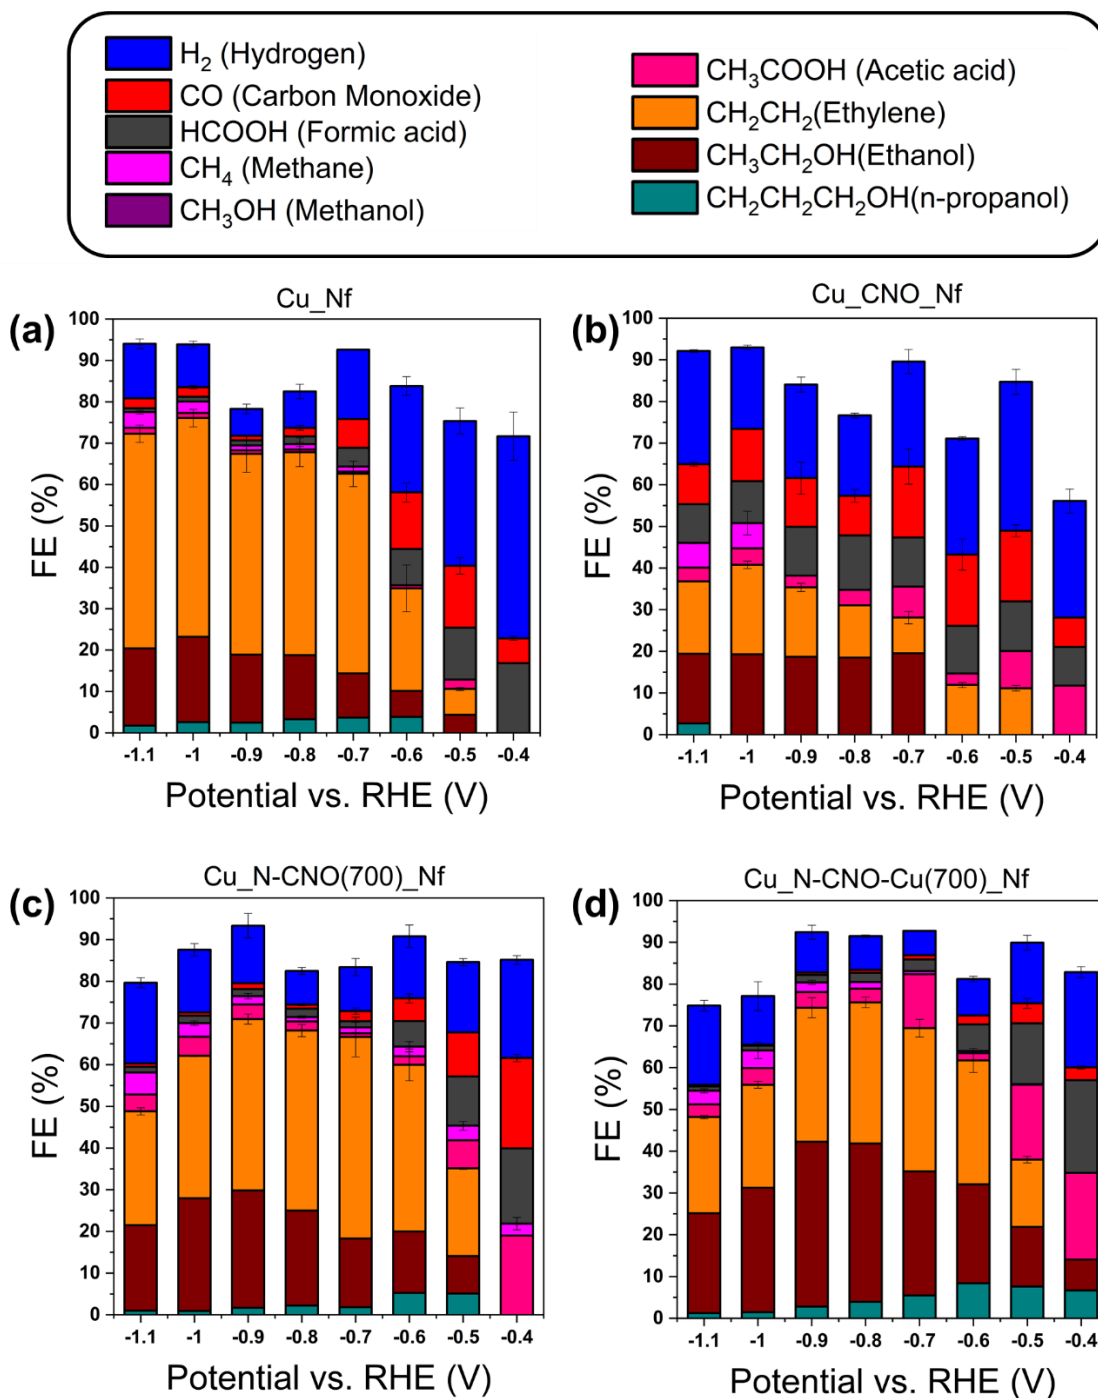 H₂ (Hydrogen)
CO (Carbon Monoxide)
HCOOH (Formic acid)
CH₄ (Methane)
CH₃OH (Methanol)
CH₃COOH (Acetic acid)
CH₂CH₂(Ethylene)
CH₃CH₂OH(Ethanol)
CH₂CH₂CH₂OH(n-propanol)
(a)
Cu_Nf
FE (%)
100
90
80
70
60
50
40
30
20
10
0
-1.1 -1 -0.9 -0.8 -0.7 -0.6 -0.5 -0.4
Potential vs. RHE (V)
(b)
Cu_CNO_Nf
FE (%)
100
90
80
70
60
50
40
30
20
10
0
-1.1 -1 -0.9 -0.8 -0.7 -0.6 -0.5 -0.4
Potential vs. RHE (V)
(c)
Cu_N-CNO(700)_Nf
FE (%)
100
90
80
70
60
50
40
30
20
10
0
-1.1 -1 -0.9 -0.8 -0.7 -0.6 -0.5 -0.4
Potential vs. RHE (V)
(d)
Cu_N-CNO-Cu(700)_Nf
FE (%)
100
90
80
70
60
50
40
30
20
10
0
-1.1 -1 -0.9 -0.8 -0.7 -0.6 -0.5 -0.4
Potential vs. RHE (V)